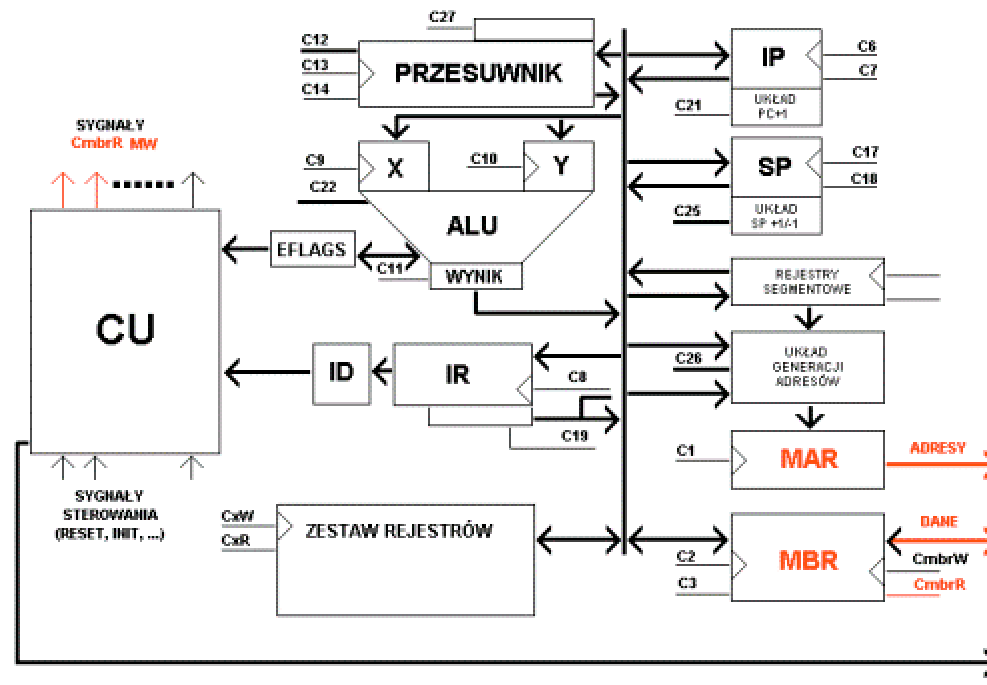 C27
C12
C13
C14
PRZESUWNIK
IP
C6
C7
C21
UKŁAD
PC+1
SYGNAŁY
CmbrR MW
C9
X
C10
Y
C22
ALU
SP
C17
C18
C25
UKŁAD
SP +1/-1
EFLAGS
C11
WYNIK
REJESTRY
SEGMENTOWE
CU
ID
IR
C8
C19
C26
UKŁAD
GENERACJI
ADRESÓW
C1
MAR
ADRESY
SYGNAŁY
STEROWANIA
(RESET, INIT, ...)
CxW
CxR
ZESTAW REJESTRÓW
C2
C3
MBR
DANE
CmbrW
CmbrR